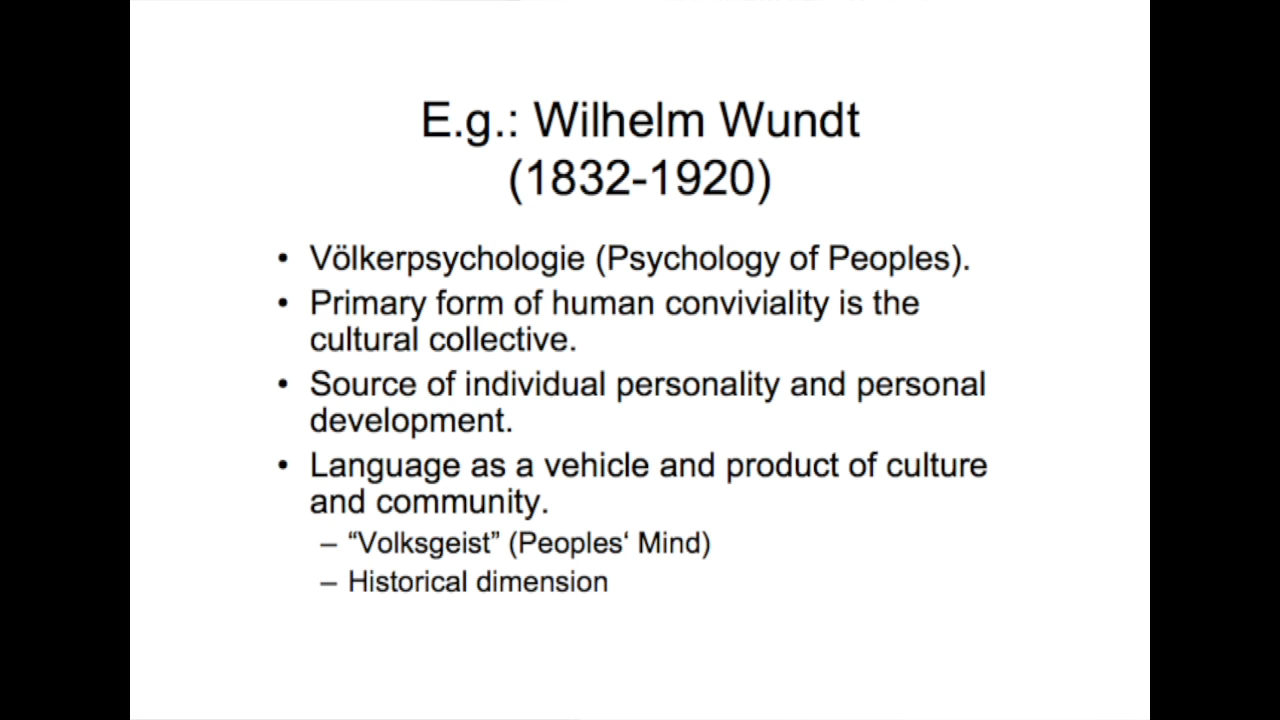 E.g.: Wilhelm Wundt
(1832-1920)
• Völkerpsychologie (Psychology of Peoples).
• Primary form of human conviviality is the
cultural collective.
• Source of individual personality and personal
development.
• Language as a vehicle and product of culture
and community.
– “Volksgeist” (Peoples‘ Mind)
– Historical dimension